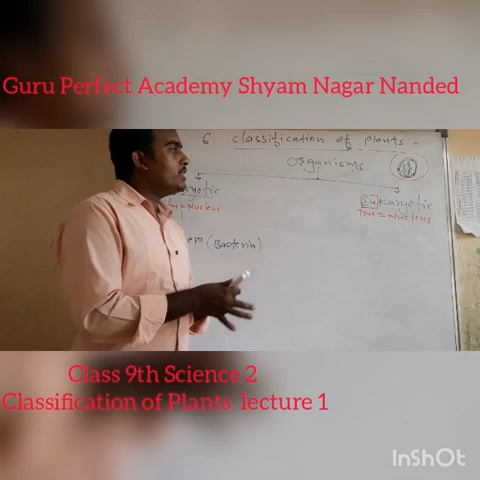 Guru Perfect Academy Shyam Nagar Nanded
6 classification of plants:-
organisms
Eukaryotic
= Nucleus
True = Nucleus
(Bacteria)
Class 9th Science 2
Classification of Plants lecture 1
InShOt